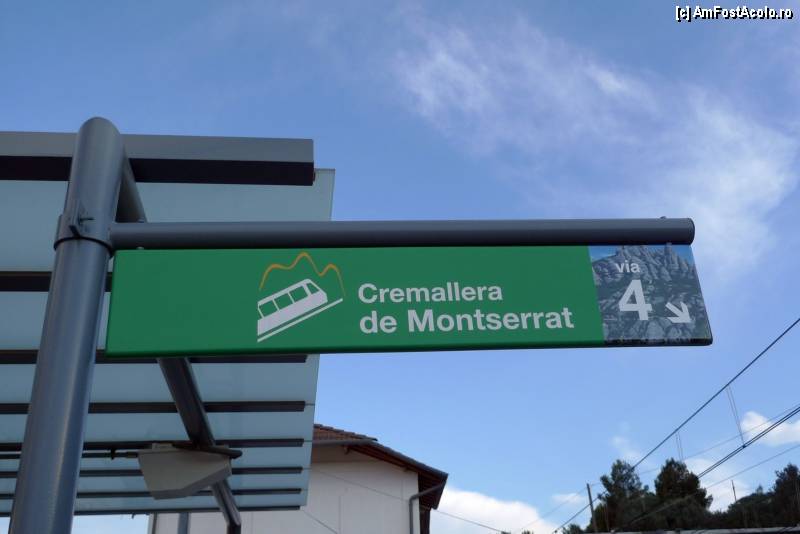 [c] AmFostAcolo.ro
Cremallera
de Montserrat
via
4